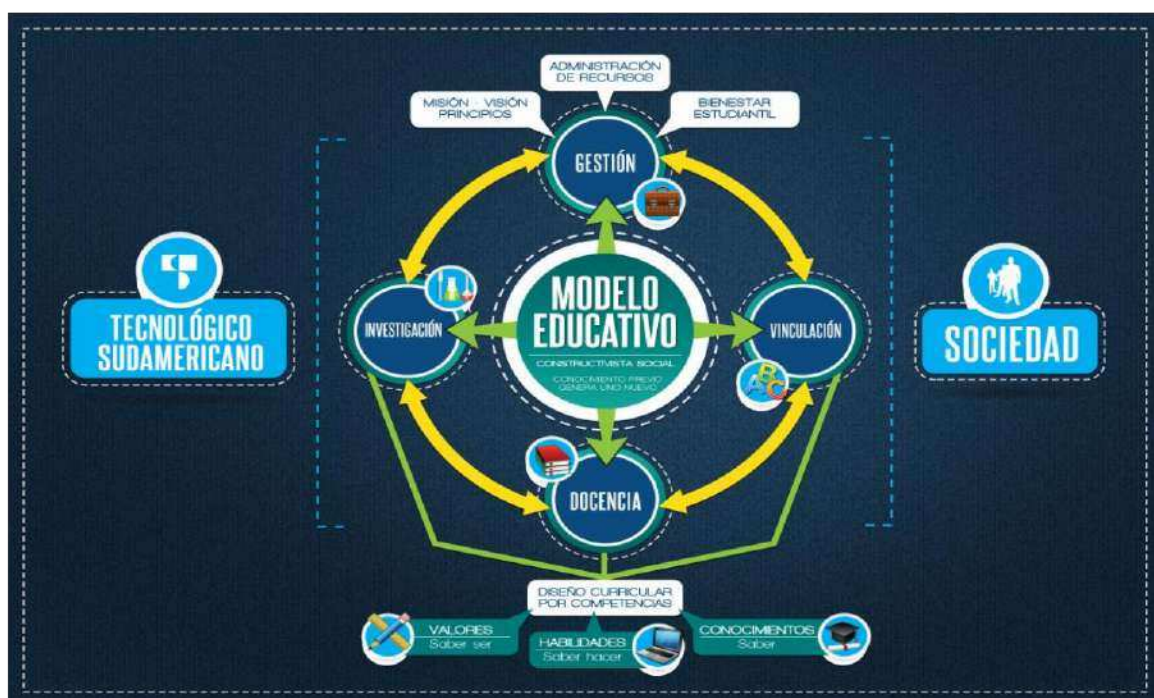 ADMINISTRACIÓN
DE RECURSOS
MISIÓN - VISIÓN
PRINCIPIOS
BIENESTAR
ESTUDIANTIL
GESTIÓN
TECNOLÓGICO
SUDAMERICANO
INVESTIGACIÓN
MODELO
EDUCATIVO
CONSTRUCTIVISTA SOCIAL
CONOCIMIENTO PREVIO
GENERA UNO NUEVO
VINCULACIÓN
A B C
SOCIEDAD
DOCENCIA
DISEÑO CURRICULAR
POR COMPETENCIAS
VALORES
Saber ser
HABILIDADES
Saber hacer
CONOCIMIENTOS
Saber